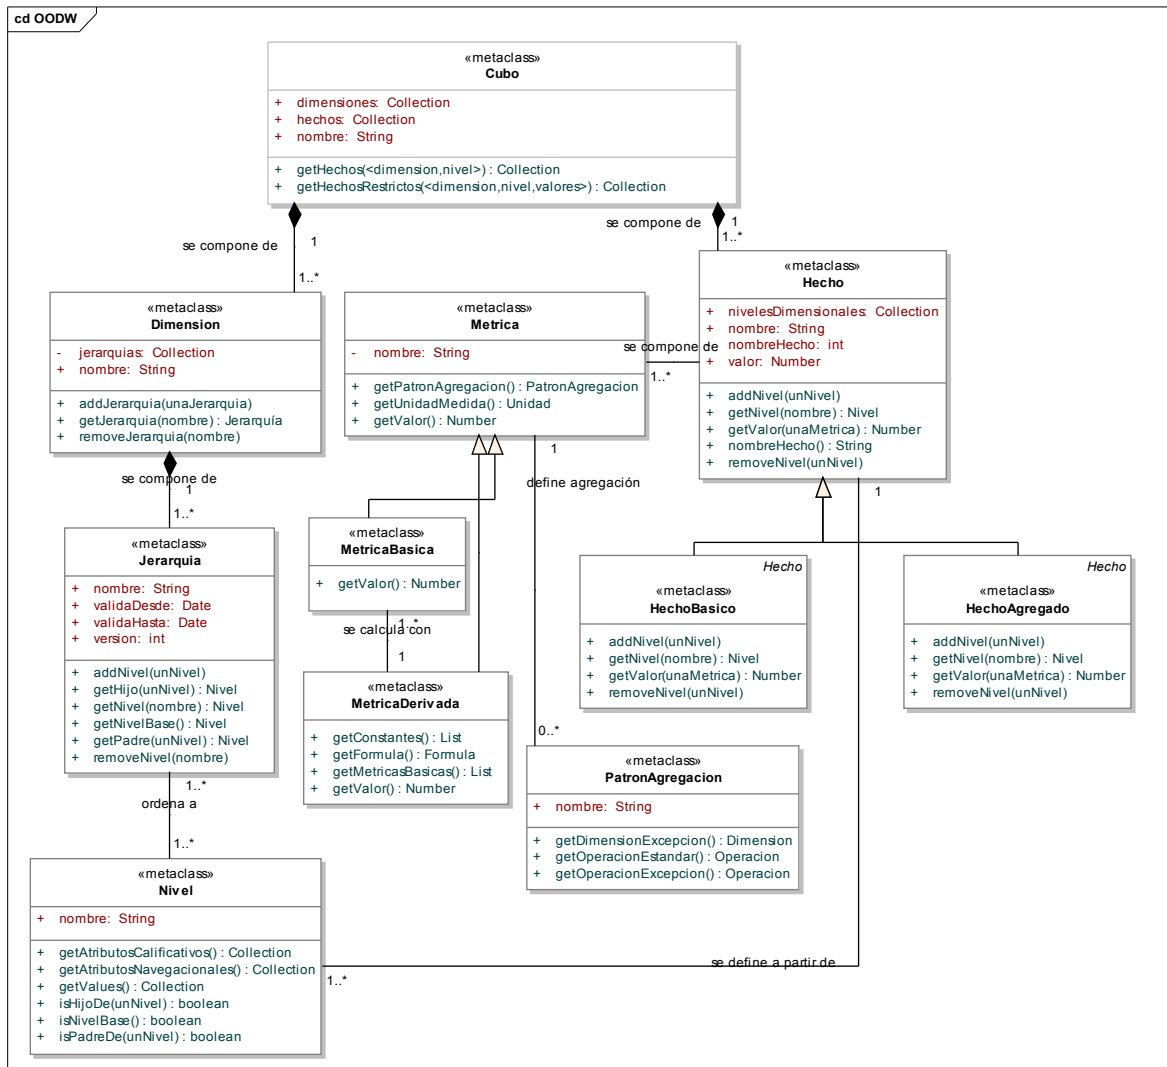 cd OODW
«metaclass»
Cubo
+ dimensiones: Collection
+ hechos: Collection
+ nombre: String
+ getHechos(<dimension,nivel>) : Collection
+ getHechosRestrictos(<dimension,nivel,valores>) : Collection
se compone de
1
1..*
se compone de
1
1..*
«metaclass»
Dimension
- jerarquias: Collection
+ nombre: String
+ addJerarquia(unaJerarquia)
+ getJerarquia(nombre) : Jerarquía
+ removeJerarquia(nombre)
«metaclass»
Metrica
- nombre: String
+ getPatronAgregacion() : PatronAgregacion
+ getUnidadMedida() : Unidad
+ getValor() : Number
se compone de
1..*
«metaclass»
Hecho
+ nivelesDimensionales: Collection
+ nombre: String
+ nombreHecho: int
+ valor: Number
+ addNivel(unNivel)
+ getNivel(nombre) : Nivel
+ getValor(unaMetrica) : Number
+ nombreHecho() : String
+ removeNivel(unNivel)
se compone de
1
1..*
1
define agregación
1
«metaclass»
Jerarquia
+ nombre: String
+ validaDesde: Date
+ validaHasta: Date
+ version: int
+ addNivel(unNivel)
+ getHijo(unNivel) : Nivel
+ getNivel(nombre) : Nivel
+ getNivelBase() : Nivel
+ getPadre(unNivel) : Nivel
+ removeNivel(nombre)
«metaclass»
MetricaBasica
+ getValor() : Number
1..*
se calcula con
1
«metaclass»
MetricaDerivada
+ getConstantes() : List
+ getFormula() : Formula
+ getMetricasBasicas() : List
+ getValor() : Number
Hecho
«metaclass»
HechoBasico
+ addNivel(unNivel)
+ getNivel(nombre) : Nivel
+ getValor(unaMetrica) : Number
+ removeNivel(unNivel)
Hecho
«metaclass»
HechoAgregado
+ addNivel(unNivel)
+ getNivel(nombre) : Nivel
+ getValor(unaMetrica) : Number
+ removeNivel(unNivel)
0..*
«metaclass»
PatronAgregacion
+ nombre: String
+ getDimensionExcepcion() : Dimension
+ getOperacionEstandar() : Operacion
+ getOperacionExcepcion() : Operacion
1..*
ordena a
1..*
«metaclass»
Nivel
+ nombre: String
+ getAtributosCalificativos() : Collection
+ getAtributosNavegacionales() : Collection
+ getValues() : Collection
+ isHijoDe(unNivel) : boolean
+ isNivelBase() : boolean
+ isPadreDe(unNivel) : boolean
se define a partir de
1..*